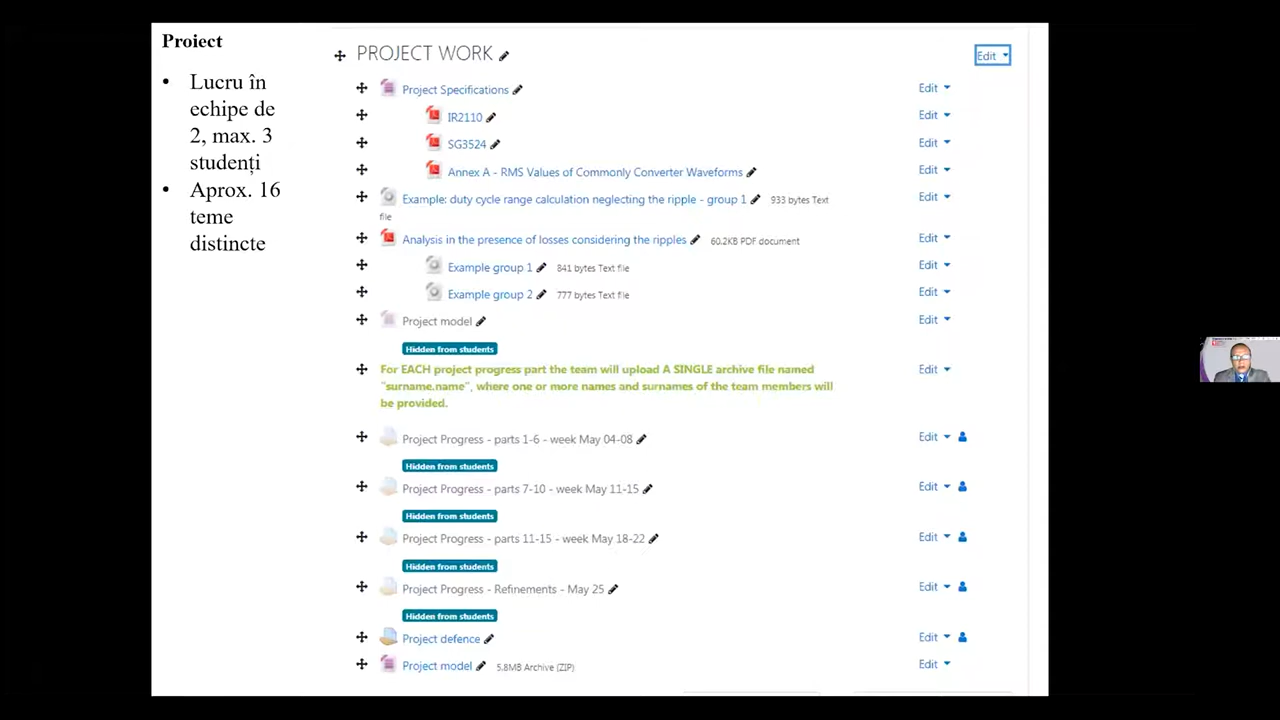 Proiect
• Lucru în
echipe de
2, max. 3
studenți
• Aprox. 16
teme
distincte
PROJECT WORK
Edit
Project Specifications
Edit
IR2110
Edit
SG3524
Edit
Annex A - RMS Values of Commonly Converter Waveforms
Edit
Example: duty cycle range calculation neglecting the ripple - group 1 933 bytes Text
file
Edit
Analysis in the presence of losses considering the ripples 60.2KB PDF document
Edit
Example group 1 841 bytes Text file
Edit
Example group 2 777 bytes Text file
Edit
Project model
Edit
Hidden from students
For EACH project progress part the team will upload A SINGLE archive file named
"surname.name", where one or more names and surnames of the team members will
be provided.
Edit
Project Progress - parts 1-6 - week May 04-08
Edit
Hidden from students
Project Progress - parts 7-10 - week May 11-15
Edit
Hidden from students
Project Progress - parts 11-15 - week May 18-22
Edit
Hidden from students
Project Progress - Refinements - May 25
Edit
Hidden from students
Project defence
Edit
Project model 5.8MB Archive (ZIP)
Edit